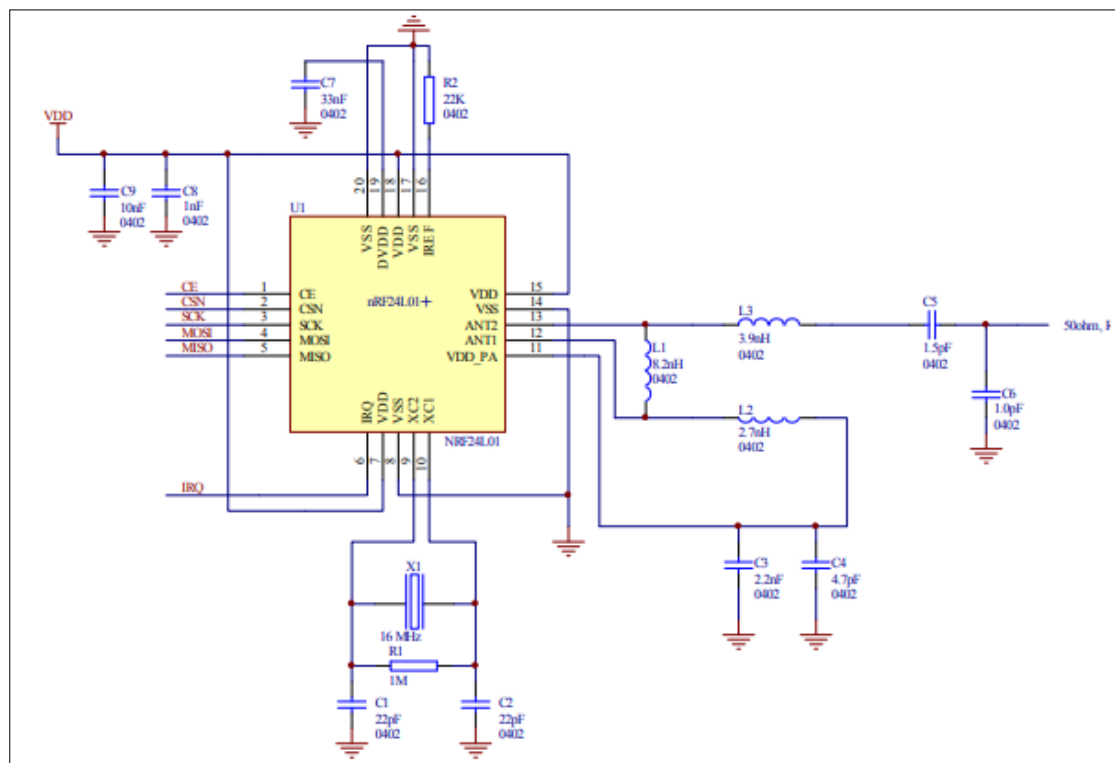 C7
33nF
0402
R2
22K
0402
VDD
C9
10nF
0402
C8
1nF
0402
20
19
18
17
16
U1
VSS
DVDD
VDD
VSS
IREF
nRF24L01+
CE
1
CE
CSN
2
CSN
SCK
3
SCK
MOSI
4
MOSI
MISO
5
MISO
VDD
15
VSS
14
ANT2
13
ANT1
12
VDD_PA
11
IRQ
VDD
VSS
XC2
XC1
NRF24L01
6
7
8
9
10
IRQ
L3
3.9nH
0402
C5
1.5pF
0402
50ohm,
L1
8.2nH
0402
C6
1.0pF
0402
L2
2.7nH
0402
C3
2.2nF
0402
C4
4.7pF
0402
X1
16 MHz
R1
1M
C1
22pF
0402
C2
22pF
0402